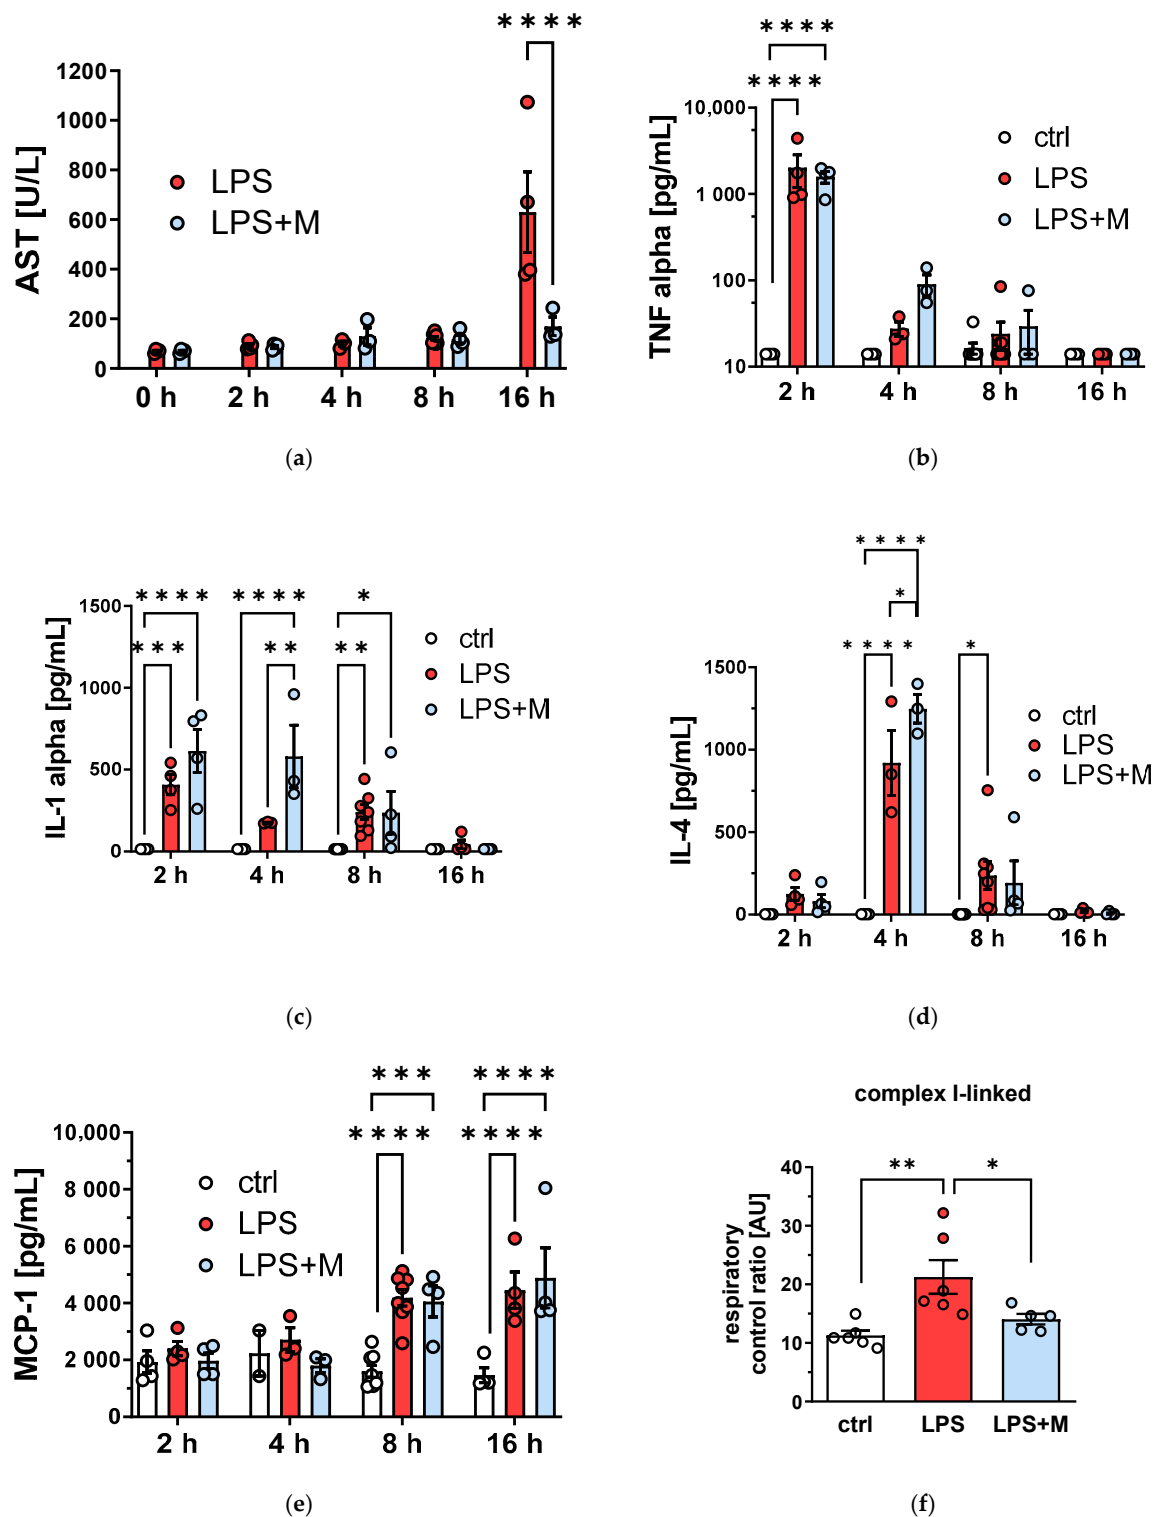 ****
1200
1000
800
600
400
200
0
AST [U/L]
LPS
LPS+M
0 h 2 h 4 h 8 h 16 h
(a)
****
****
10,000
1 000
100
10
TNF alpha [pg/mL]
ctrl
LPS
LPS+M
2 h 4 h 8 h 16 h
(b)
**** **** *
*** ** **
1500
1000
500
0
IL-1 alpha [pg/mL]
ctrl
LPS
LPS+M
2 h 4 h 8 h 16 h
(c)
****
*
**** *
1500
1000
500
0
IL-4 [pg/mL]
ctrl
LPS
LPS+M
2 h 4 h 8 h 16 h
(d)
*** ****
**** ****
10,000
8 000
6 000
4 000
2 000
0
MCP-1 [pg/mL]
ctrl
LPS
LPS+M
2 h 4 h 8 h 16 h
(e)
complex I-linked
** *
40
30
20
10
0
respiratory
control ratio [AU]
ctrl LPS LPS+M
(f)